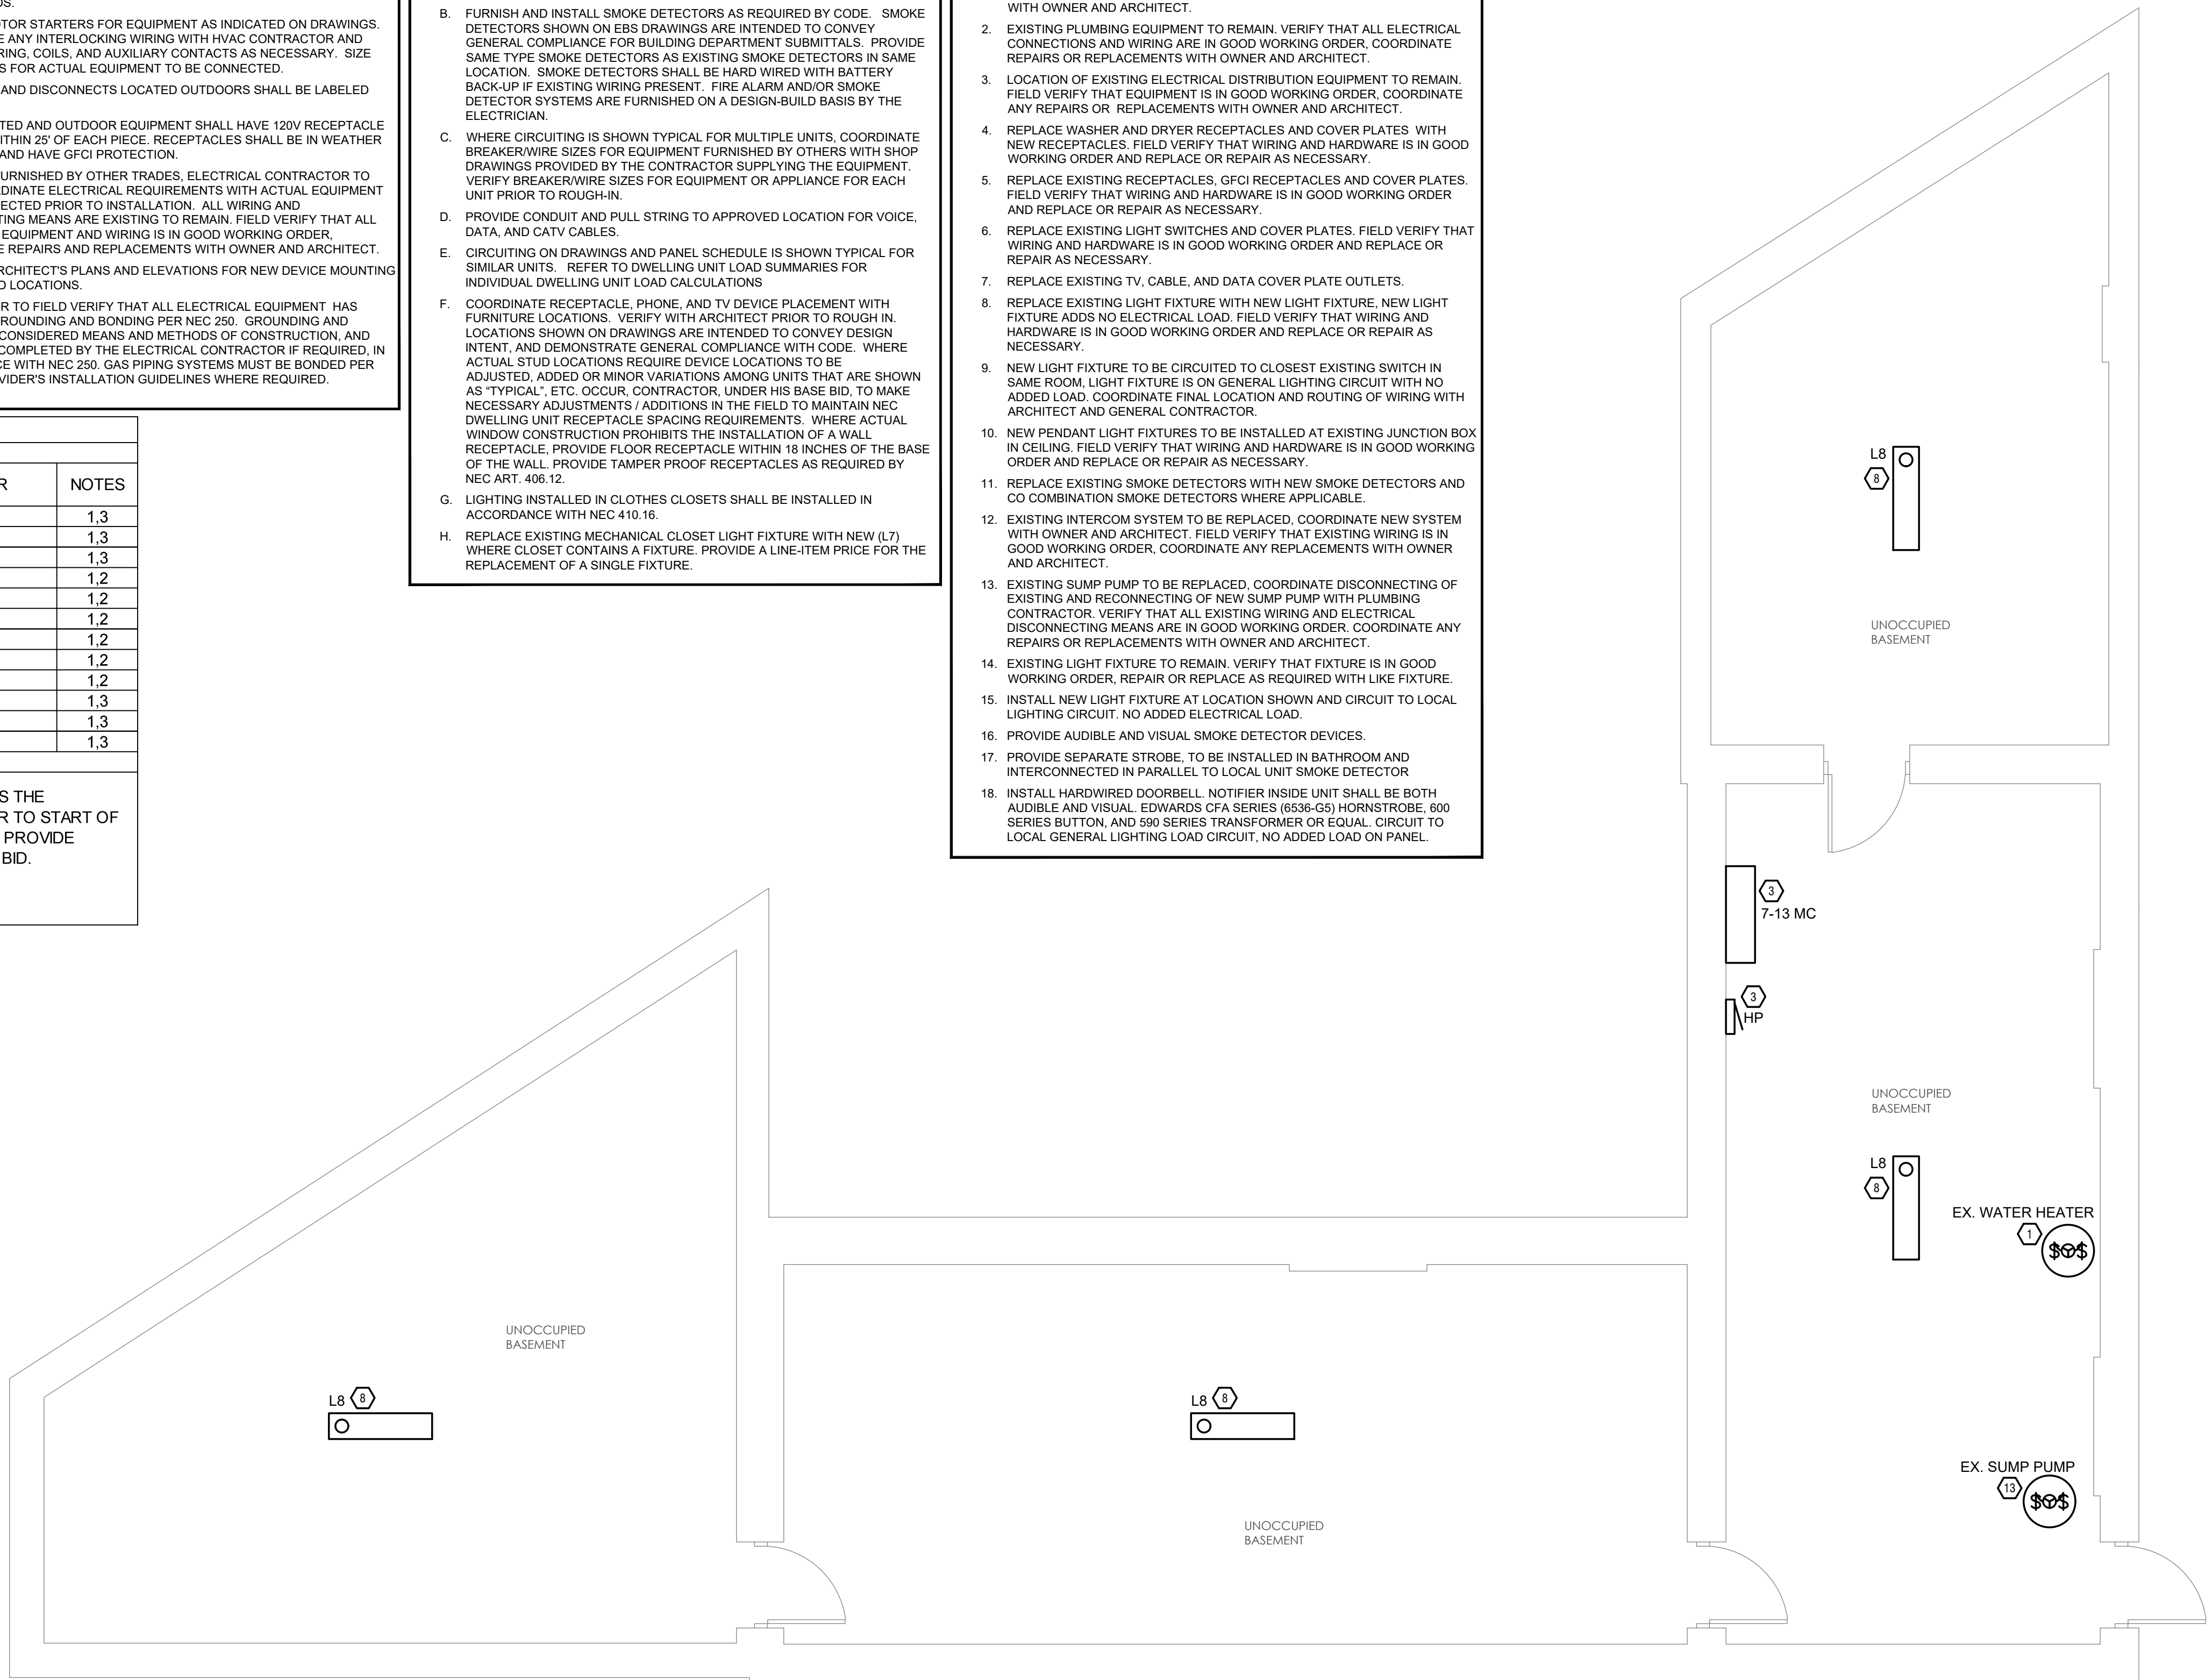 OTOR STARTERS FOR EQUIPMENT AS INDICATED ON DRAWINGS.
E ANY INTERLOCKING WIRING WITH HVAC CONTRACTOR AND
RING, COILS, AND AUXILIARY CONTACTS AS NECESSARY. SIZE
S FOR ACTUAL EQUIPMENT TO BE CONNECTED.
AND DISCONNECTS LOCATED OUTDOORS SHALL BE LABELED
TED AND OUTDOOR EQUIPMENT SHALL HAVE 120V RECEPTACLE
ITHIN 25' OF EACH PIECE. RECEPTACLES SHALL BE IN WEATHER
AND HAVE GFCI PROTECTION.
URNISHED BY OTHER TRADES, ELECTRICAL CONTRACTOR TO
RDINATE ELECTRICAL REQUIREMENTS WITH ACTUAL EQUIPMENT
ECTED PRIOR TO INSTALLATION. ALL WIRING AND
TING MEANS ARE EXISTING TO REMAIN. FIELD VERIFY THAT ALL
EQUIPMENT AND WIRING IS IN GOOD WORKING ORDER,
E REPAIRS AND REPLACEMENTS WITH OWNER AND ARCHITECT.
RCHITECT'S PLANS AND ELEVATIONS FOR NEW DEVICE MOUNTING
D LOCATIONS.
OR TO FIELD VERIFY THAT ALL ELECTRICAL EQUIPMENT HAS
ROUNDING AND BONDING PER NEC 250. GROUNDING AND
CONSIDERED MEANS AND METHODS OF CONSTRUCTION, AND
COMPLETED BY THE ELECTRICAL CONTRACTOR IF REQUIRED, IN
CE WITH NEC 250. GAS PIPING SYSTEMS MUST BE BONDED PER
VIDER'S INSTALLATION GUIDELINES WHERE REQUIRED.
R NOTES
1,3
1,3
1,3
1,2
1,2
1,2
1,2
1,2
1,2
1,3
1,3
1,3
S THE
R TO START OF
PROVIDE
BID.
B. FURNISH AND INSTALL SMOKE DETECTORS AS REQUIRED BY CODE. SMOKE
DETECTORS SHOWN ON EBS DRAWINGS ARE INTENDED TO CONVEY
GENERAL COMPLIANCE FOR BUILDING DEPARTMENT SUBMITTALS. PROVIDE
SAME TYPE SMOKE DETECTORS AS EXISTING SMOKE DETECTORS IN SAME
LOCATION. SMOKE DETECTORS SHALL BE HARD WIRED WITH BATTERY
BACK-UP IF EXISTING WIRING PRESENT. FIRE ALARM AND/OR SMOKE
DETECTOR SYSTEMS ARE FURNISHED ON A DESIGN-BUILD BASIS BY THE
ELECTRICIAN.
C. WHERE CIRCUITING IS SHOWN TYPICAL FOR MULTIPLE UNITS, COORDINATE
BREAKER/WIRE SIZES FOR EQUIPMENT FURNISHED BY OTHERS WITH SHOP
DRAWINGS PROVIDED BY THE CONTRACTOR SUPPLYING THE EQUIPMENT.
VERIFY BREAKER/WIRE SIZES FOR EQUIPMENT OR APPLIANCE FOR EACH
UNIT PRIOR TO ROUGH-IN.
D. PROVIDE CONDUIT AND PULL STRING TO APPROVED LOCATION FOR VOICE,
DATA, AND CATV CABLES.
E. CIRCUITING ON DRAWINGS AND PANEL SCHEDULE IS SHOWN TYPICAL FOR
SIMILAR UNITS. REFER TO DWELLING UNIT LOAD SUMMARIES FOR
INDIVIDUAL DWELLING UNIT LOAD CALCULATIONS
F. COORDINATE RECEPTACLE, PHONE, AND TV DEVICE PLACEMENT WITH
FURNITURE LOCATIONS. VERIFY WITH ARCHITECT PRIOR TO ROUGH IN.
LOCATIONS SHOWN ON DRAWINGS ARE INTENDED TO CONVEY DESIGN
INTENT, AND DEMONSTRATE GENERAL COMPLIANCE WITH CODE. WHERE
ACTUAL STUD LOCATIONS REQUIRE DEVICE LOCATIONS TO BE
ADJUSTED, ADDED OR MINOR VARIATIONS AMONG UNITS THAT ARE SHOWN
AS "TYPICAL", ETC. OCCUR, CONTRACTOR, UNDER HIS BASE BID, TO MAKE
NECESSARY ADJUSTMENTS / ADDITIONS IN THE FIELD TO MAINTAIN NEC
DWELLING UNIT RECEPTACLE SPACING REQUIREMENTS. WHERE ACTUAL
WINDOW CONSTRUCTION PROHIBITS THE INSTALLATION OF A WALL
RECEPTACLE, PROVIDE FLOOR RECEPTACLE WITHIN 18 INCHES OF THE BASE
OF THE WALL. PROVIDE TAMPER PROOF RECEPTACLES AS REQUIRED BY
NEC ART. 406.12.
G. LIGHTING INSTALLED IN CLOTHES CLOSETS SHALL BE INSTALLED IN
ACCORDANCE WITH NEC 410.16.
H. REPLACE EXISTING MECHANICAL CLOSET LIGHT FIXTURE WITH NEW (L7)
WHERE CLOSET CONTAINS A FIXTURE. PROVIDE A LINE-ITEM PRICE FOR THE
REPLACEMENT OF A SINGLE FIXTURE.
WITH OWNER AND ARCHITECT.
2. EXISTING PLUMBING EQUIPMENT TO REMAIN. VERIFY THAT ALL ELECTRICAL
CONNECTIONS AND WIRING ARE IN GOOD WORKING ORDER, COORDINATE
REPAIRS OR REPLACEMENTS WITH OWNER AND ARCHITECT.
3. LOCATION OF EXISTING ELECTRICAL DISTRIBUTION EQUIPMENT TO REMAIN.
FIELD VERIFY THAT EQUIPMENT IS IN GOOD WORKING ORDER, COORDINATE
ANY REPAIRS OR REPLACEMENTS WITH OWNER AND ARCHITECT.
4. REPLACE WASHER AND DRYER RECEPTACLES AND COVER PLATES WITH
NEW RECEPTACLES. FIELD VERIFY THAT WIRING AND HARDWARE IS IN GOOD
WORKING ORDER AND REPLACE OR REPAIR AS NECESSARY.
5. REPLACE EXISTING RECEPTACLES, GFCI RECEPTACLES AND COVER PLATES.
FIELD VERIFY THAT WIRING AND HARDWARE IS IN GOOD WORKING ORDER
AND REPLACE OR REPAIR AS NECESSARY.
6. REPLACE EXISTING LIGHT SWITCHES AND COVER PLATES. FIELD VERIFY THAT
WIRING AND HARDWARE IS IN GOOD WORKING ORDER AND REPLACE OR
REPAIR AS NECESSARY.
7. REPLACE EXISTING TV, CABLE, AND DATA COVER PLATE OUTLETS.
8. REPLACE EXISTING LIGHT FIXTURE WITH NEW LIGHT FIXTURE, NEW LIGHT
FIXTURE ADDS NO ELECTRICAL LOAD. FIELD VERIFY THAT WIRING AND
HARDWARE IS IN GOOD WORKING ORDER AND REPLACE OR REPAIR AS
NECESSARY.
9. NEW LIGHT FIXTURE TO BE CIRCUITED TO CLOSEST EXISTING SWITCH IN
SAME ROOM, LIGHT FIXTURE IS ON GENERAL LIGHTING CIRCUIT WITH NO
ADDED LOAD. COORDINATE FINAL LOCATION AND ROUTING OF WIRING WITH
ARCHITECT AND GENERAL CONTRACTOR.
10. NEW PENDANT LIGHT FIXTURES TO BE INSTALLED AT EXISTING JUNCTION BOX
IN CEILING. FIELD VERIFY THAT WIRING AND HARDWARE IS IN GOOD WORKING
ORDER AND REPLACE OR REPAIR AS NECESSARY.
11. REPLACE EXISTING SMOKE DETECTORS WITH NEW SMOKE DETECTORS AND
CO COMBINATION SMOKE DETECTORS WHERE APPLICABLE.
12. EXISTING INTERCOM SYSTEM TO BE REPLACED, COORDINATE NEW SYSTEM
WITH OWNER AND ARCHITECT. FIELD VERIFY THAT EXISTING WIRING IS IN
GOOD WORKING ORDER, COORDINATE ANY REPLACEMENTS WITH OWNER
AND ARCHITECT.
13. EXISTING SUMP PUMP TO BE REPLACED, COORDINATE DISCONNECTING OF
EXISTING AND RECONNECTING OF NEW SUMP PUMP WITH PLUMBING
CONTRACTOR. VERIFY THAT ALL EXISTING WIRING AND ELECTRICAL
DISCONNECTING MEANS ARE IN GOOD WORKING ORDER. COORDINATE ANY
REPAIRS OR REPLACEMENTS WITH OWNER AND ARCHITECT.
14. EXISTING LIGHT FIXTURE TO REMAIN. VERIFY THAT FIXTURE IS IN GOOD
WORKING ORDER, REPAIR OR REPLACE AS REQUIRED WITH LIKE FIXTURE.
15. INSTALL NEW LIGHT FIXTURE AT LOCATION SHOWN AND CIRCUIT TO LOCAL
LIGHTING CIRCUIT. NO ADDED ELECTRICAL LOAD.
16. PROVIDE AUDIBLE AND VISUAL SMOKE DETECTOR DEVICES.
17. PROVIDE SEPARATE STROBE, TO BE INSTALLED IN BATHROOM AND
INTERCONNECTED IN PARALLEL TO LOCAL UNIT SMOKE DETECTOR
18. INSTALL HARDWIRED DOORBELL. NOTIFIER INSIDE UNIT SHALL BE BOTH
AUDIBLE AND VISUAL. EDWARDS CFA SERIES (6536-G5) HORNSTROBE, 600
SERIES BUTTON, AND 590 SERIES TRANSFORMER OR EQUAL. CIRCUIT TO
LOCAL GENERAL LIGHTING LOAD CIRCUIT, NO ADDED LOAD ON PANEL.
L8
8
UNOCCUPIED
BASEMENT
3
7-13 MC
3
HP
UNOCCUPIED
BASEMENT
L8
8
EX. WATER HEATER
1
$ $
UNOCCUPIED
BASEMENT
L8 8
L8 8
EX. SUMP PUMP
13
$ $
UNOCCUPIED
BASEMENT